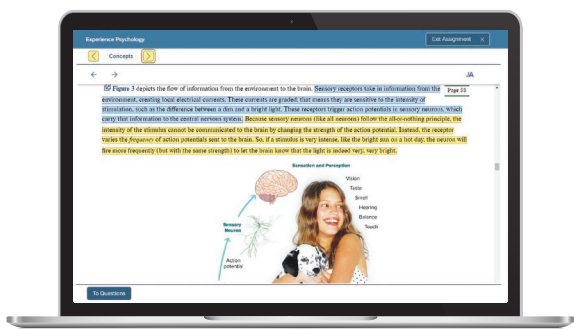 Experience Psychology
Exit Assignment ×
Concepts
JA
Figure 3 depicts the flow of information from the environment to the brain. Sensory receptors take in information from the
environment, creating local electrical currents. These currents are graded; that means they are sensitive to the intensity of
stimulation, such as the difference between a dim and a bright light. These receptors trigger action potentials in sensory neurons, which
carry that information to the central nervous system. Because sensory neurons (like all neurons) follow the all-or-nothing principle, the
intensity of the stimulus cannot be communicated to the brain by changing the strength of the action potential. Instead, the receptor
varies the frequency of action potentials sent to the brain. So, if a stimulus is very intense, like the bright sun on a hot day, the neuron will
fire more frequently (but with the same strength) to let the brain know that the light is indeed very, very bright.
Page
Sensation and Perception
Vision
Taste
Smell
Hearing
Balance
Touch
Sensory
Neuron
Action
potential
To Questions